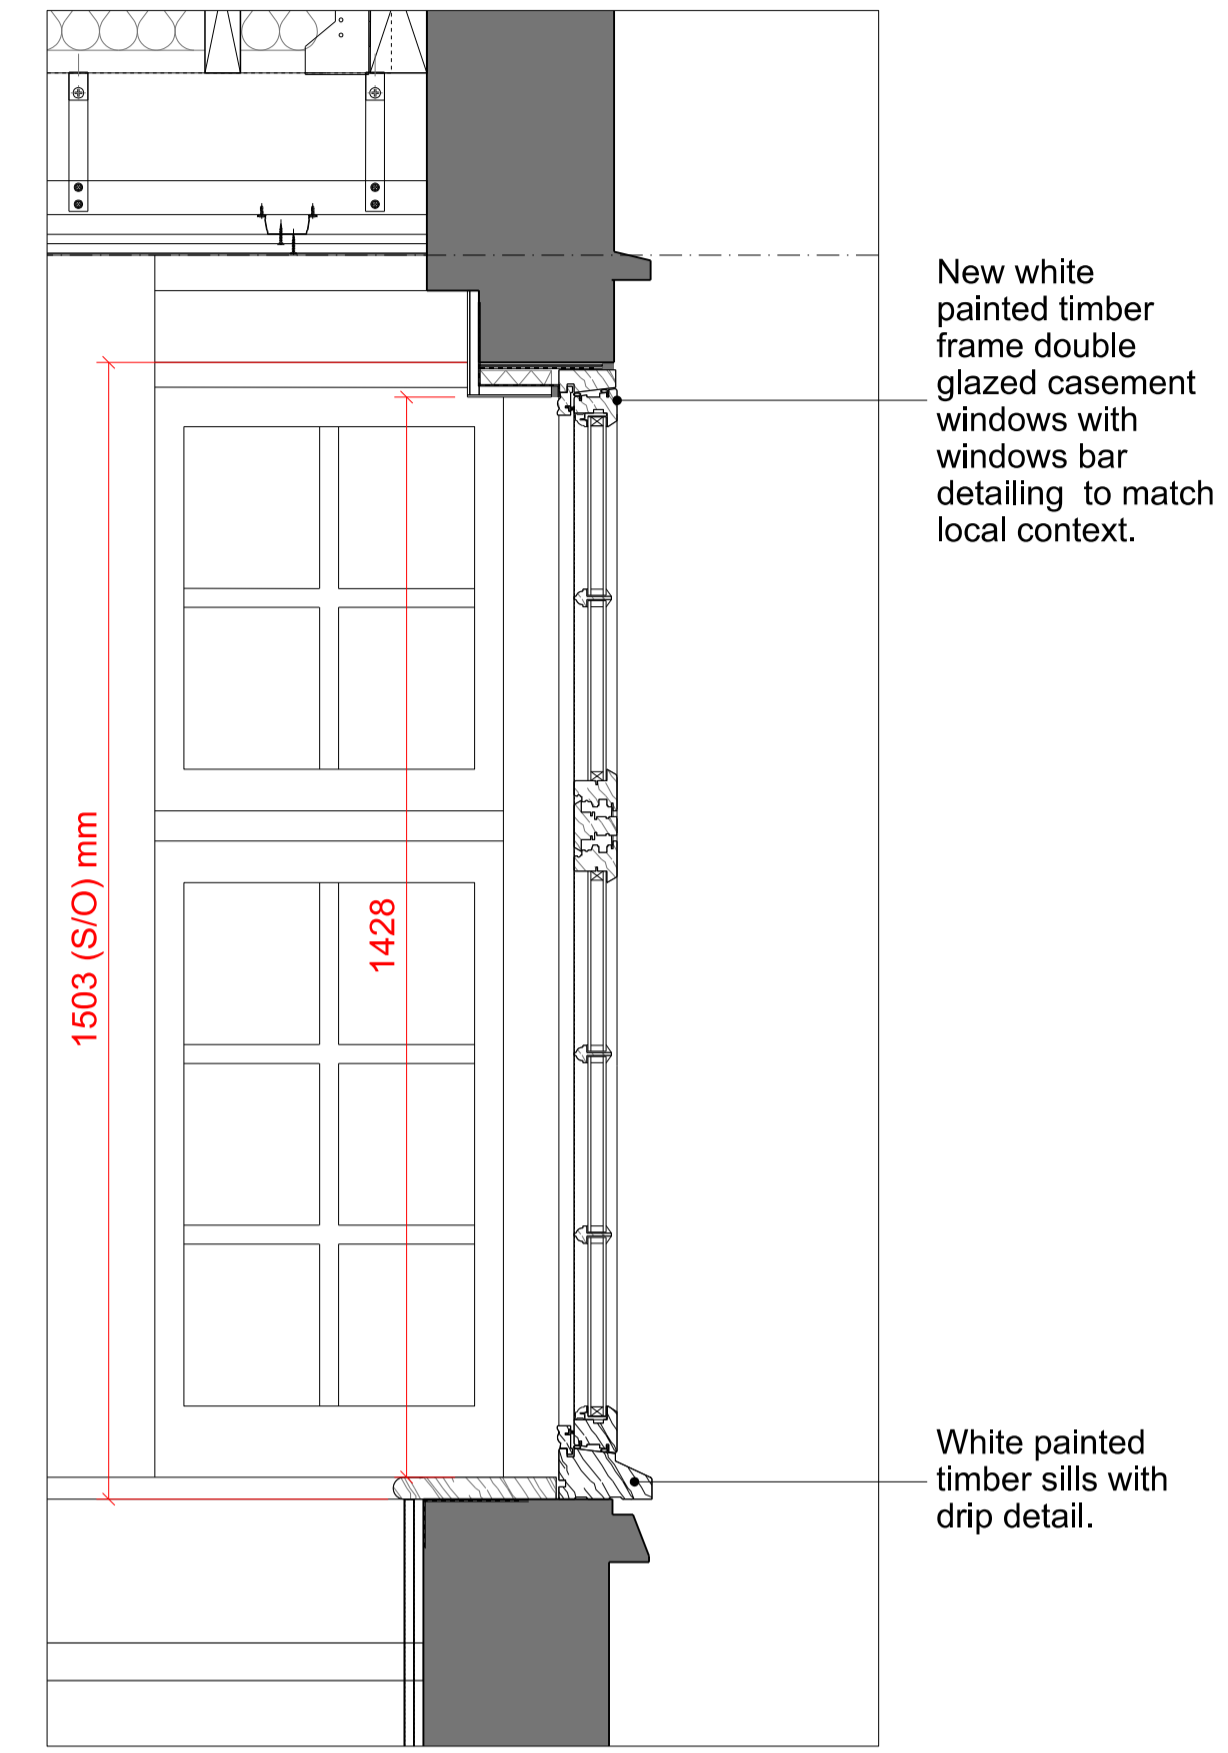 New white
painted timber
frame double
glazed casement
windows with
windows bar
detailing  to match
local context.
1503 (S/O) mm
1428
White painted
timber sills with
drip detail.